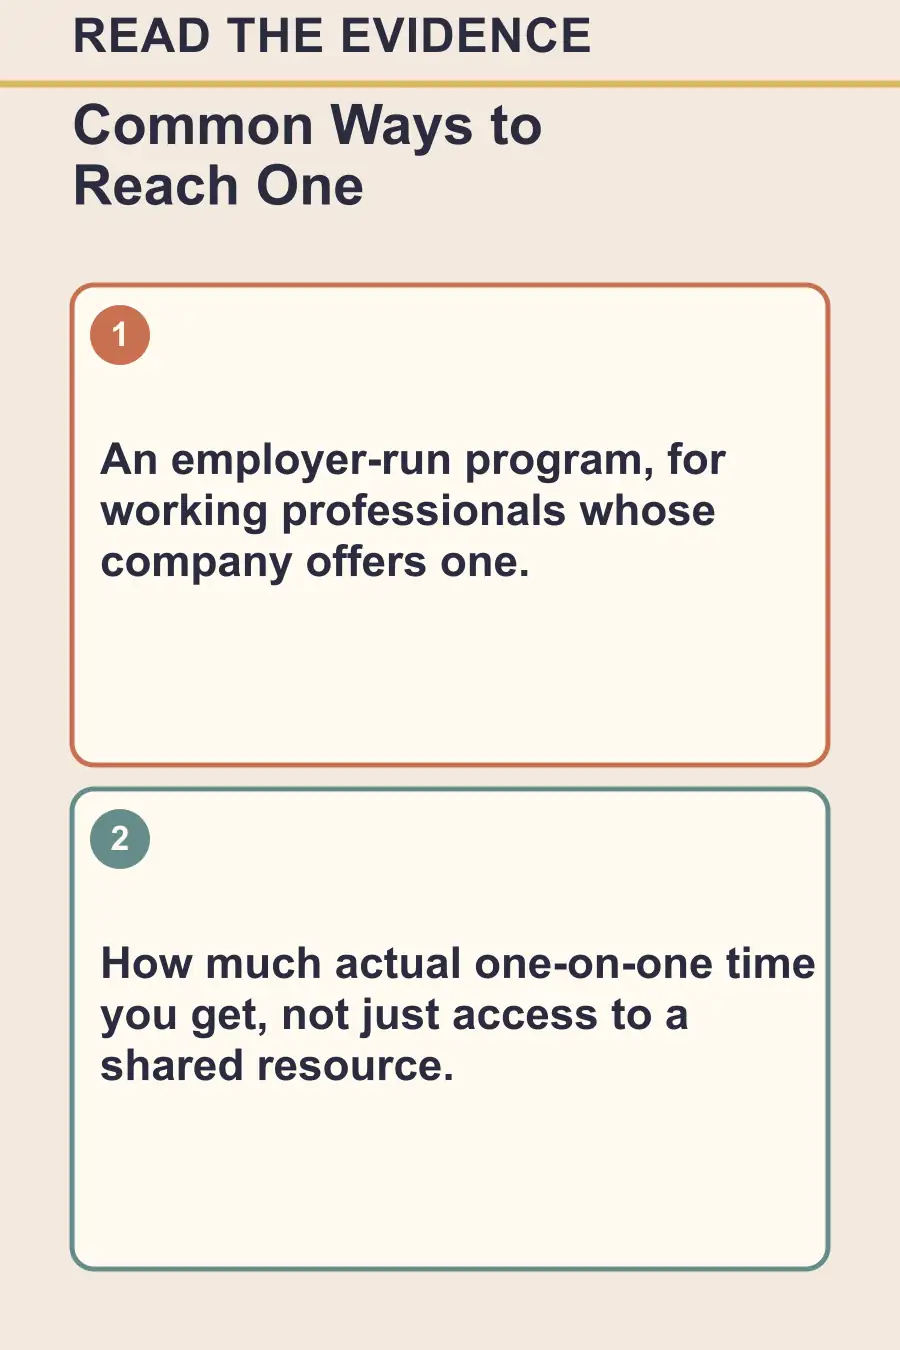 READ THE EVIDENCE
Common Ways to
Reach One
1
An employer-run program, for
working professionals whose
company offers one.
2
How much actual one-on-one time
you get, not just access to a
shared resource.